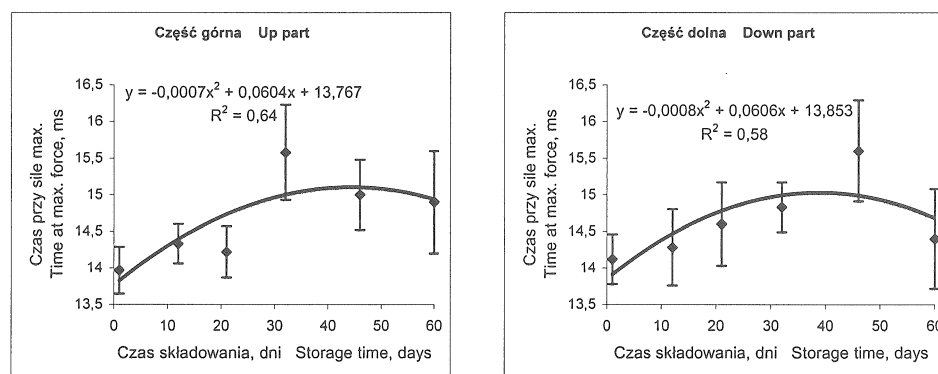 Część górna Up part
16,5
y = -0,0007x² + 0,0604x + 13,767
R² = 0,64
16
15,5
15
14,5
14
13,5
Czas przy sile max.
Time at max. force, ms
0 10 20 30 40 50 60
Czas składowania, dni Storage time, days
Część dolna Down part
16,5
y = -0,0008x² + 0,0606x + 13,853
R² = 0,58
16
15,5
15
14,5
14
13,5
Czas przy sile max.
Time at max. force, ms
0 10 20 30 40 50 60
Czas składowania, dni Storage time, days